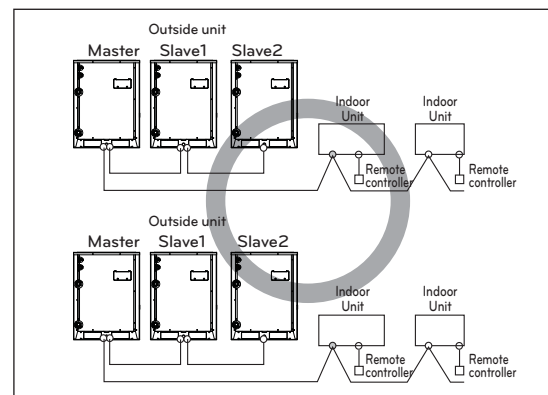 Outside unit
Master Slave1 Slave2
Indoor
Unit
Indoor
Unit
Remote
controller
Remote
controller
Outside unit
Master Slave1 Slave2
Indoor
Unit
Indoor
Unit
Remote
controller
Remote
controller